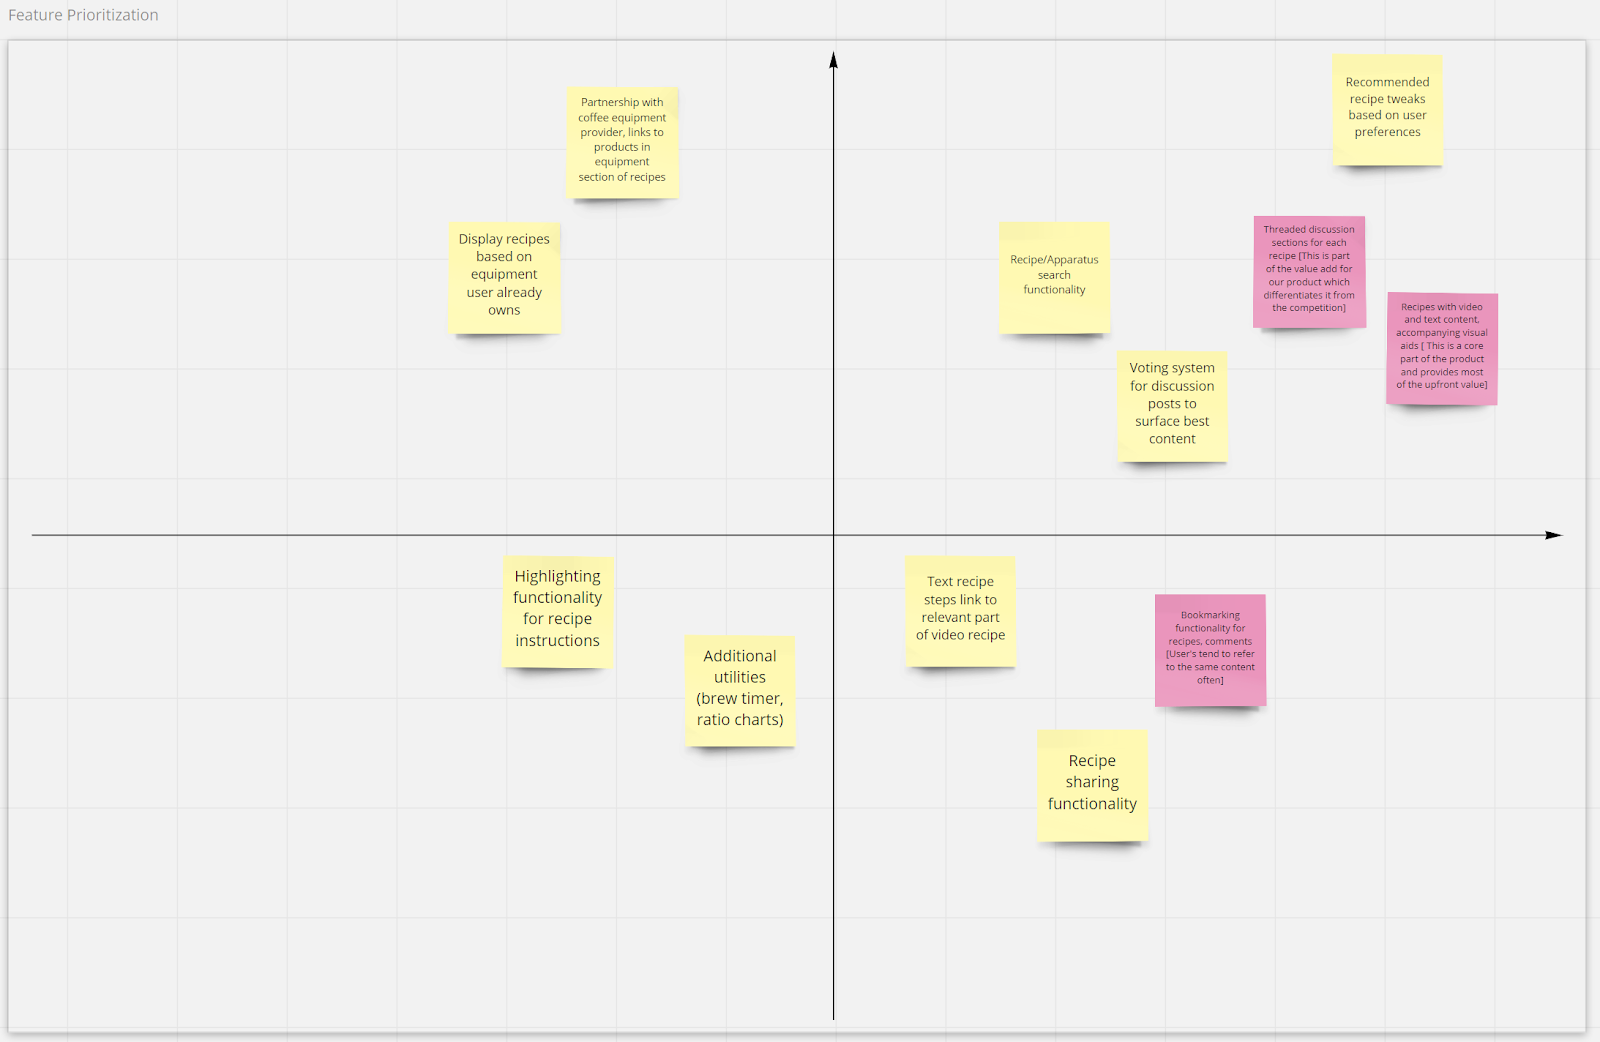 Feature Prioritization
Partnership with
coffee equipment
provider, links to
products in
equipment
section of recipes
Recommended
recipe tweaks
based on user
preferences
Display recipes
based on
equipment
user already
owns
Recipe/Apparatus
search
functionality
Threaded discussion
sections for each
recipe [This is part
of the value add for
our product which
differentiates it from
the competition]
Recipes with video
and text content,
accompanying visual
aids [ This is a core
part of the product
and provides most
of the upfront value]
Voting system
for discussion
posts to
surface best
content
Highlighting
functionality
for recipe
instructions
Additional
utilities
(brew timer,
ratio charts)
Text recipe
steps link to
relevant part
of video recipe
Bookmarking
functionality for
recipes, comments
[User's tend to refer
to the same content
often]
Recipe
sharing
functionality